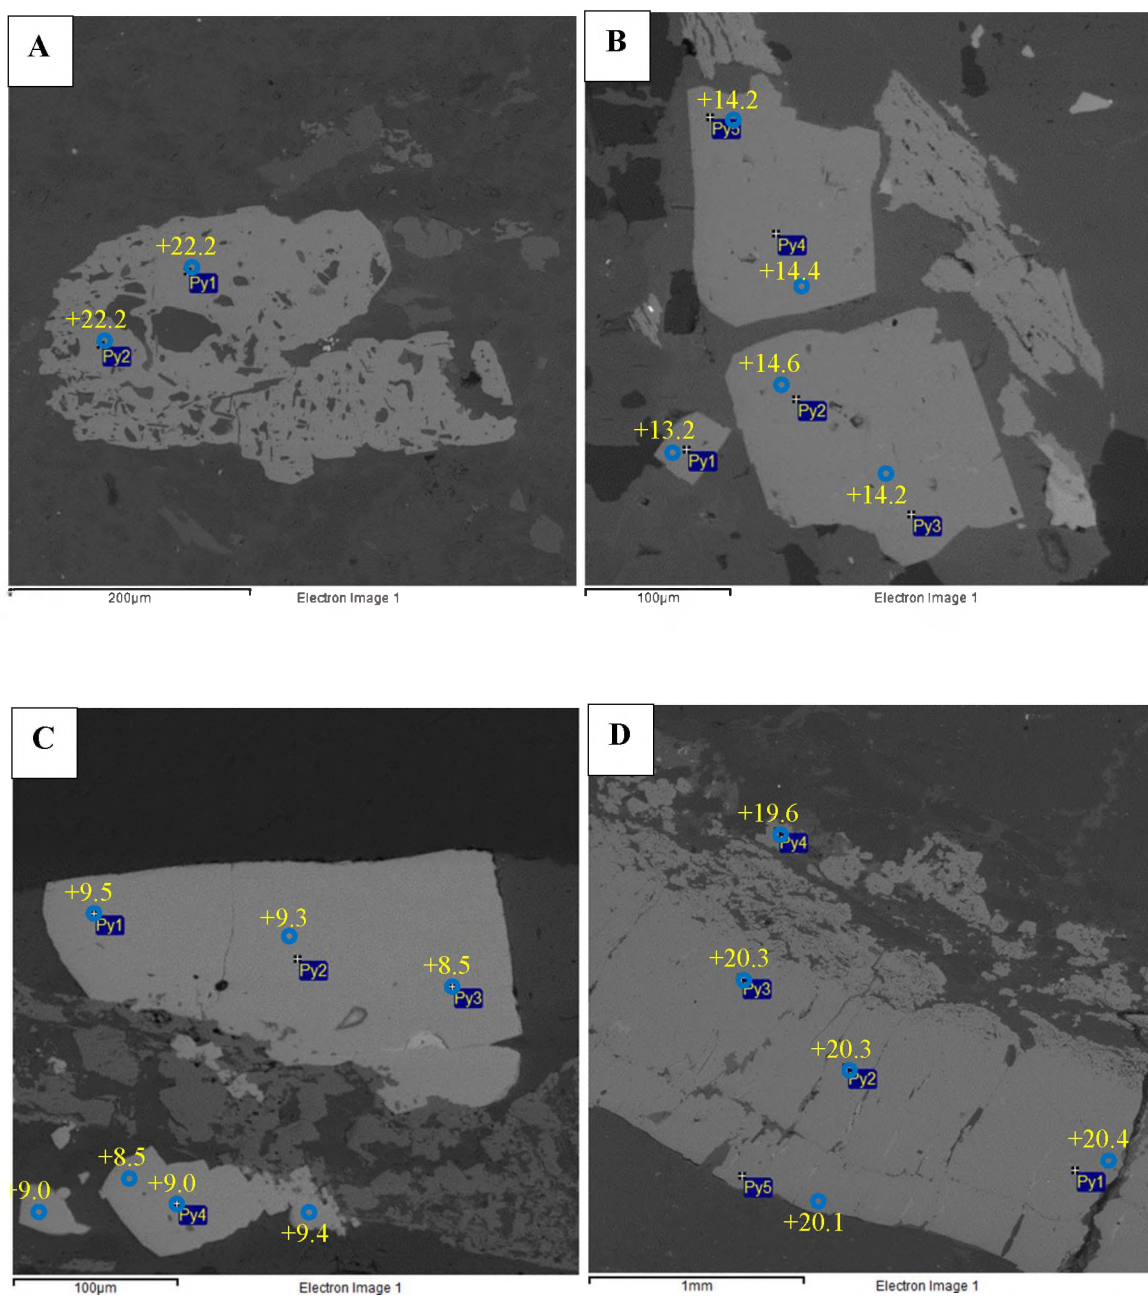 A
+22.2
Py1
+22.2
Py2
200µm
Electron Image 1
B
+14.2
Py5
Py4
+14.4
+14.6
Py2
+13.2
Py1
+14.2
Py3
100µm
Electron Image 1
C
+9.5
Py1
+9.3
Py2
+8.5
Py3
+8.5
+9.0
+9.0
Py4
+9.4
100µm
Electron Image 1
D
+19.6
Py4
+20.3
Py3
+20.3
Py2
+20.4
Py1
Py5
+20.1
1mm
Electron Image 1